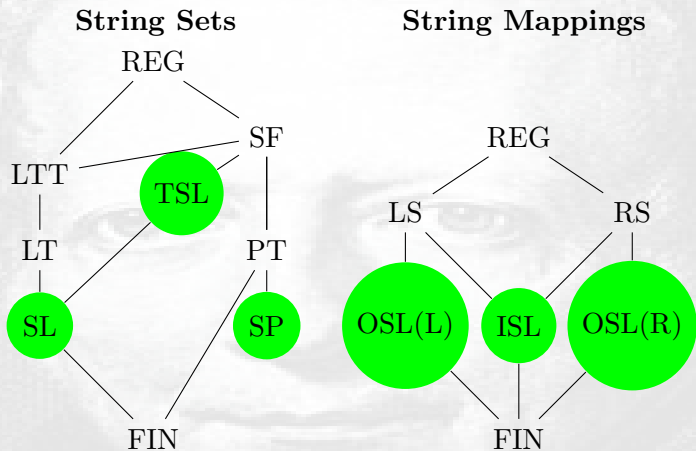 String Sets
REG
SF
LTT
TSL
LT
PT
SL
SP
FIN
String Mappings
REG
LS
RS
OSL(L)
ISL
OSL(R)
FIN